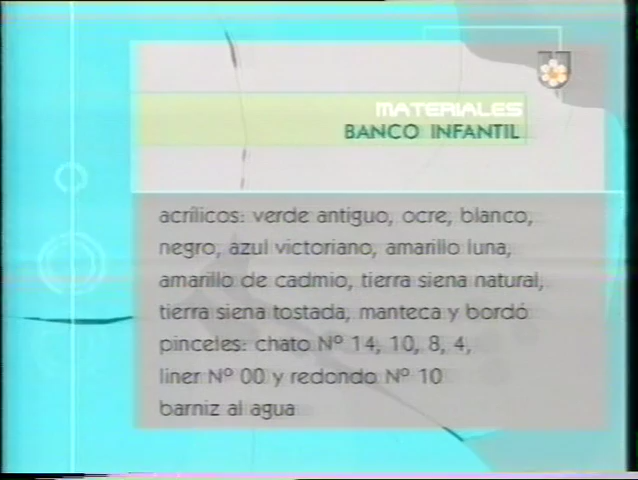 MATERIALES
BANCO INFANTIL
acrílicos: verde antiguo, ocre, blanco,
negro, azul victoriano, amarillo luna,
amarillo de cadmio, tierra siena natural,
tierra siena tostada, manteca y bordó
pinceles: chato Nº 14, 10, 8, 4,
liner Nº 00 y redondo Nº 10
barniz al agua